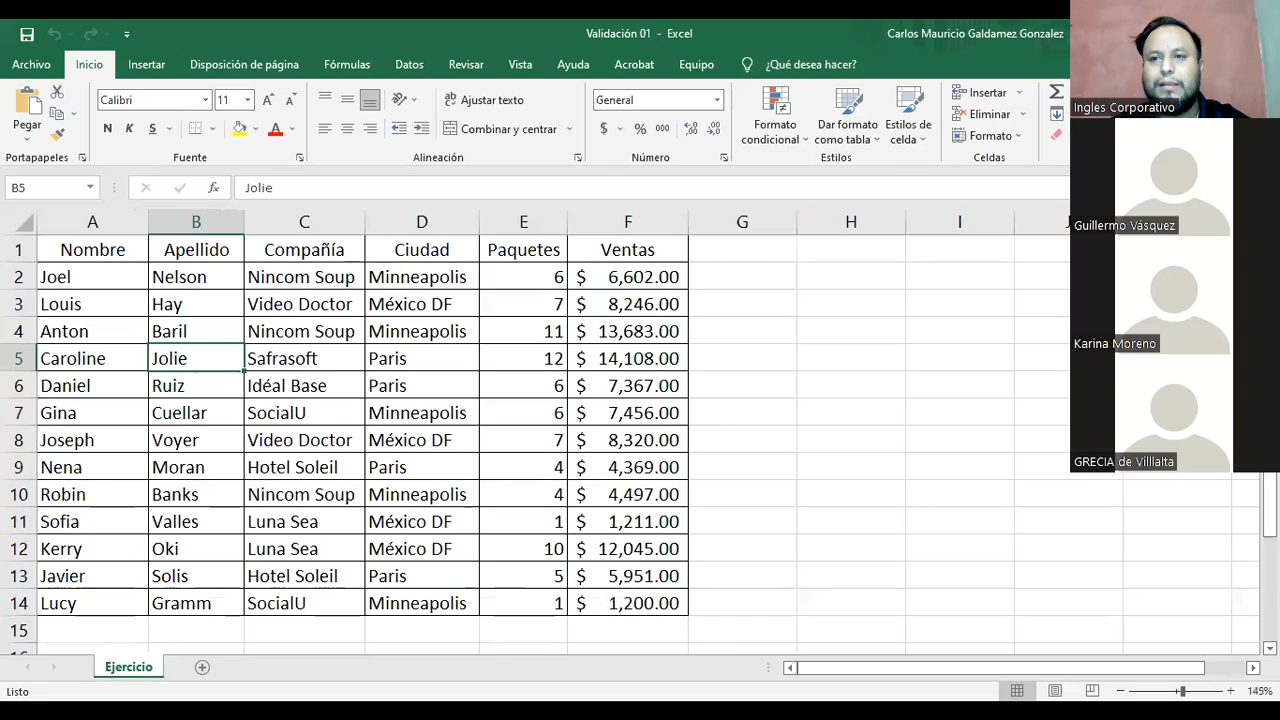 Validación 01 - Excel
Carlos Mauricio Galdamez Gonzalez
Archivo Inicio Insertar Disposición de página Fórmulas Datos Revisar Vista Ayuda Acrobat Equipo ¿Qué desea hacer?
Pegar
Calibri 11
N K S
Ajustar texto
Combinar y centrar
General
$ % 000
Formato condicional
Dar formato como tabla
Estilos de celda
Insertar
Eliminar
Formato
Portapapeles Fuente Alineación Número Estilos Celdas
B5 fx Jolie
A B C D E F G H I
1 Nombre Apellido Compañía Ciudad Paquetes Ventas
2 Joel Nelson Nincom Soup Minneapolis 6 $ 6,602.00
3 Louis Hay Video Doctor México DF 7 $ 8,246.00
4 Anton Baril Nincom Soup Minneapolis 11 $ 13,683.00
5 Caroline Jolie Safrasoft Paris 12 $ 14,108.00
6 Daniel Ruiz Idéal Base Paris 6 $ 7,367.00
7 Gina Cuellar SocialU Minneapolis 6 $ 7,456.00
8 Joseph Voyer Video Doctor México DF 7 $ 8,320.00
9 Nena Moran Hotel Soleil Paris 4 $ 4,369.00
10 Robin Banks Nincom Soup Minneapolis 4 $ 4,497.00
11 Sofia Valles Luna Sea México DF 1 $ 1,211.00
12 Kerry Oki Luna Sea México DF 10 $ 12,045.00
13 Javier Solis Hotel Soleil Paris 5 $ 5,951.00
14 Lucy Gramm SocialU Minneapolis 1 $ 1,200.00
15
Ejercicio
Listo
145%
Ingles Corporativo
Guillermo Vásquez
Karina Moreno
GRECIA de Villlalta